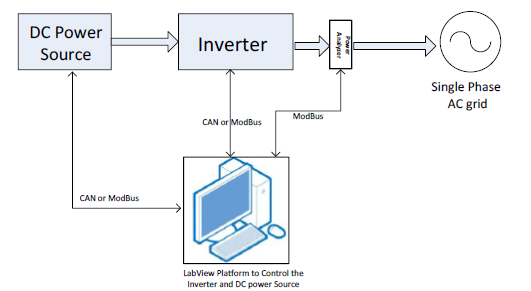 DC Power
Source
Inverter
Power
Analyser
Single Phase
AC grid
CAN or ModBus
ModBus
CAN or ModBus
LabView Platform to Control the
Inverter and DC power Source